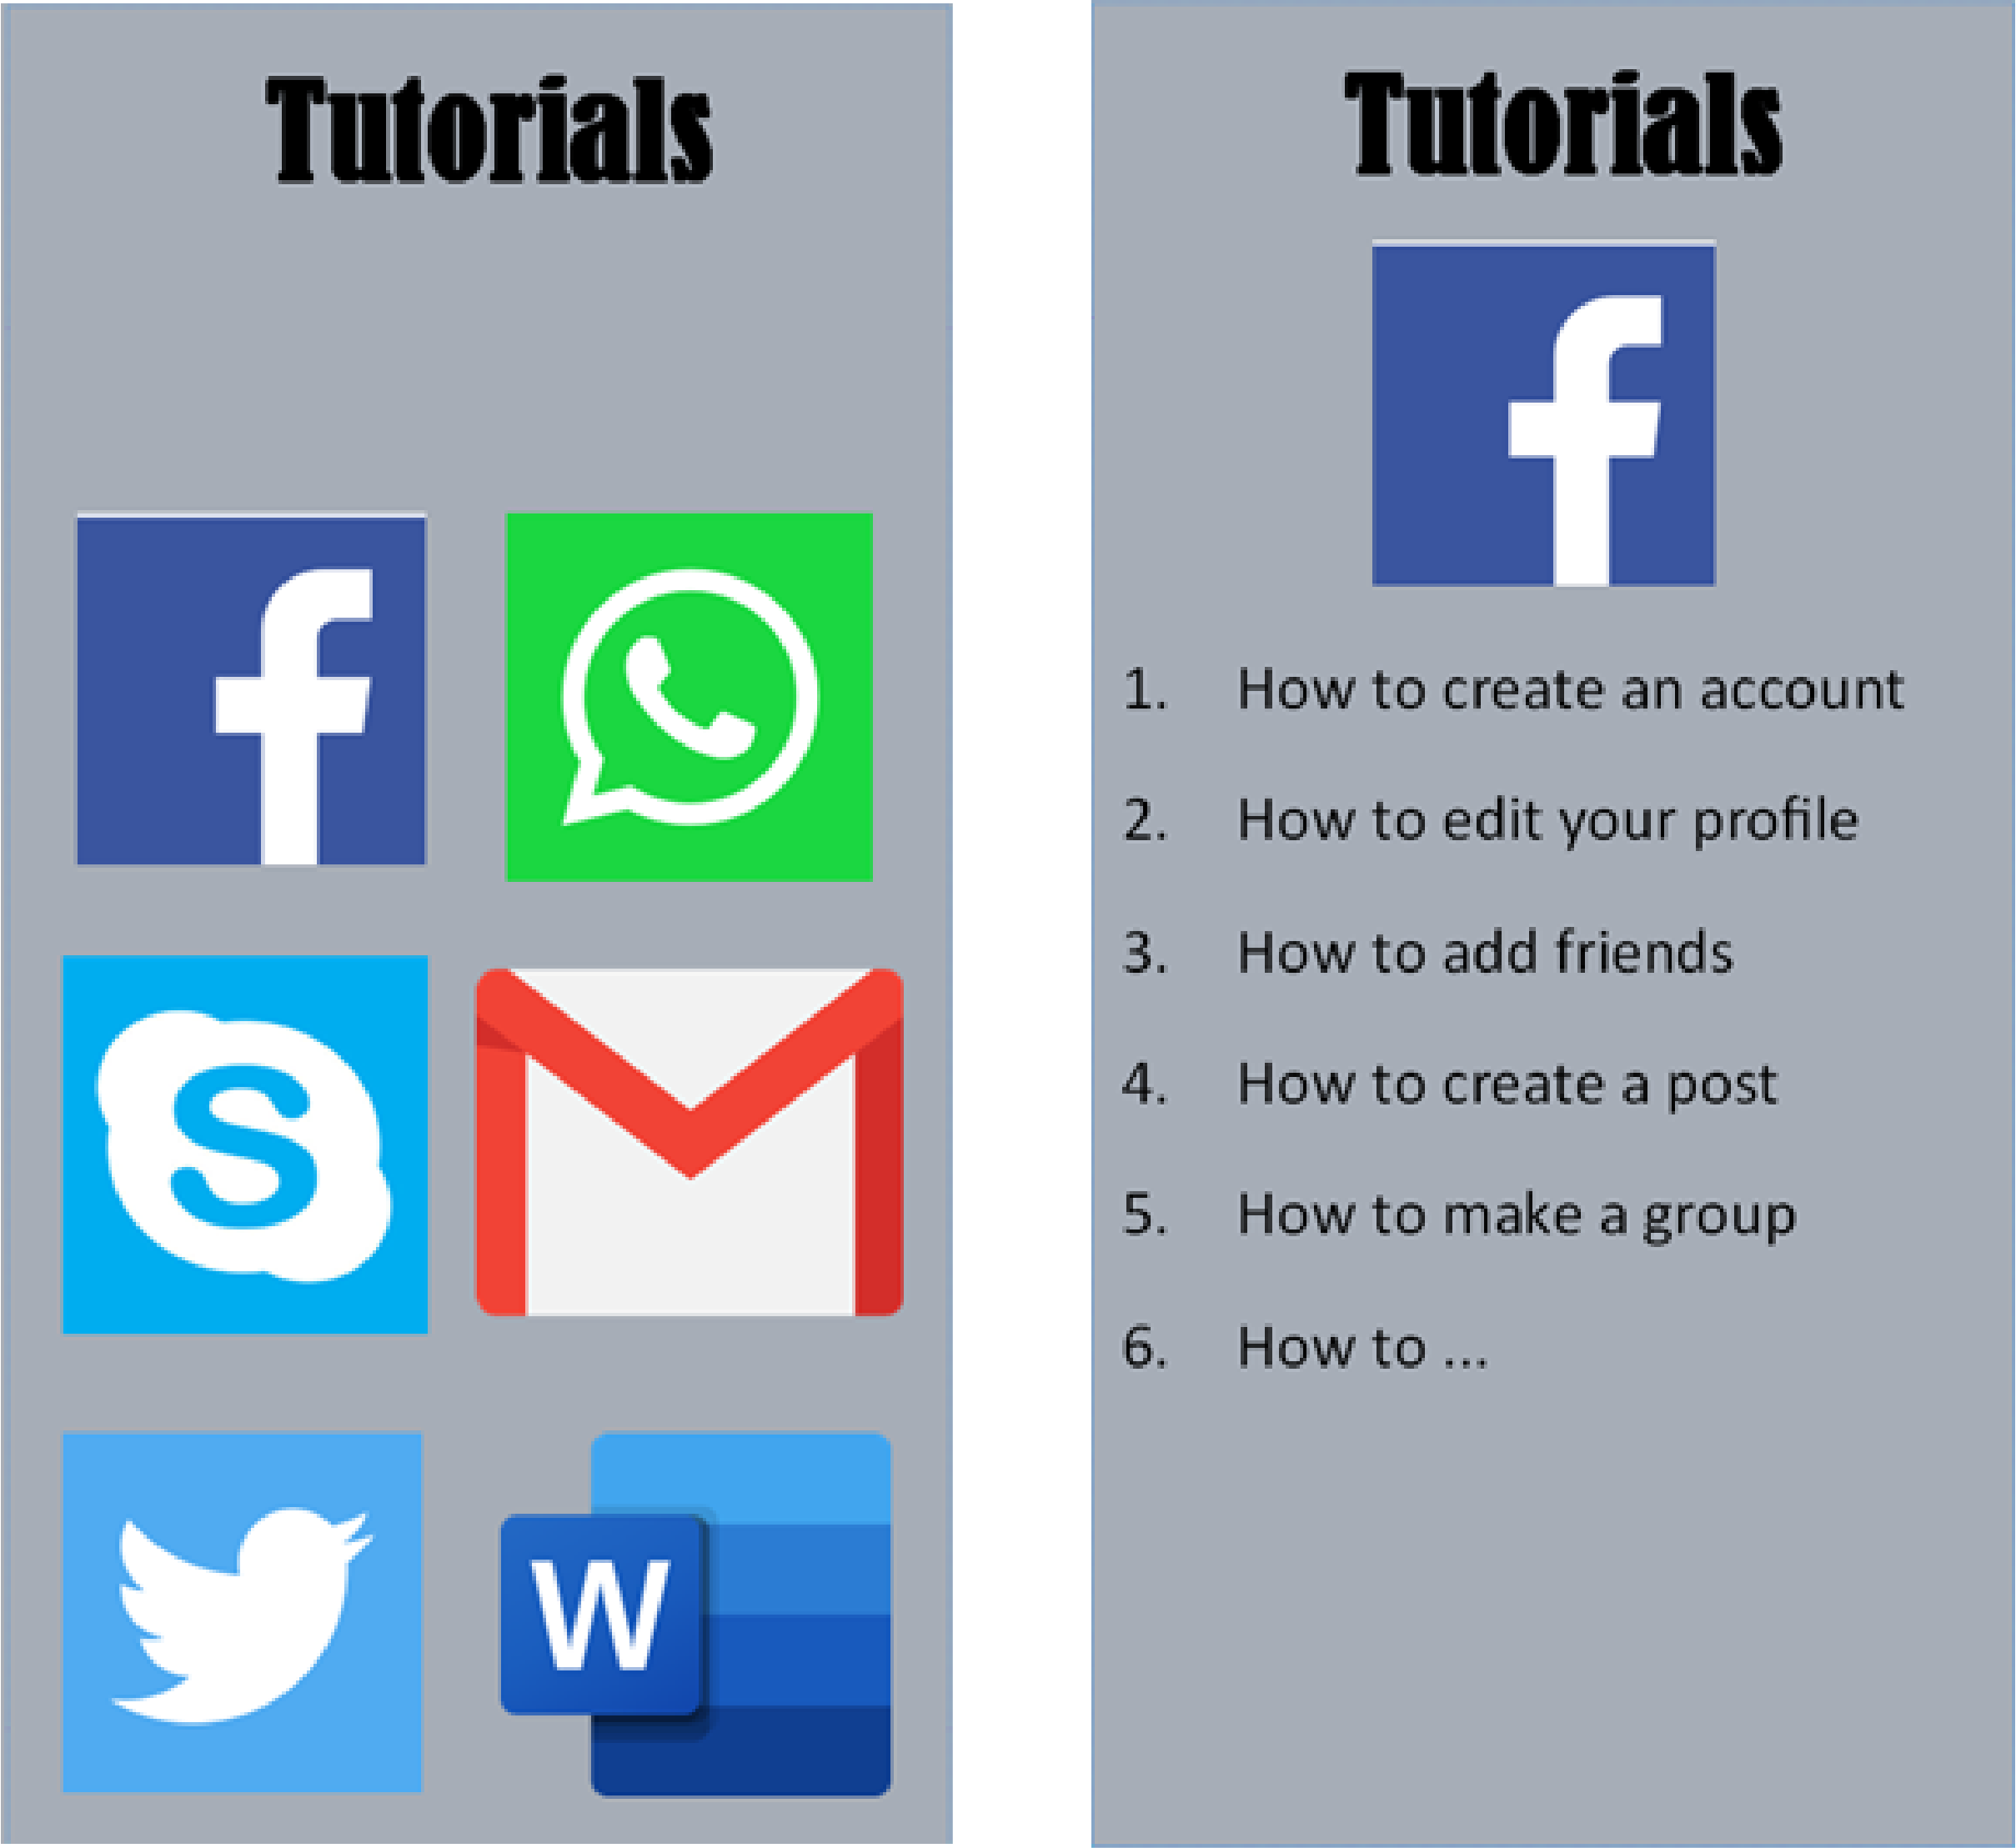 Tutorials
W
Tutorials
1. How to create an account
2. How to edit your profile
3. How to add friends
4. How to create a post
5. How to make a group
6. How to ...